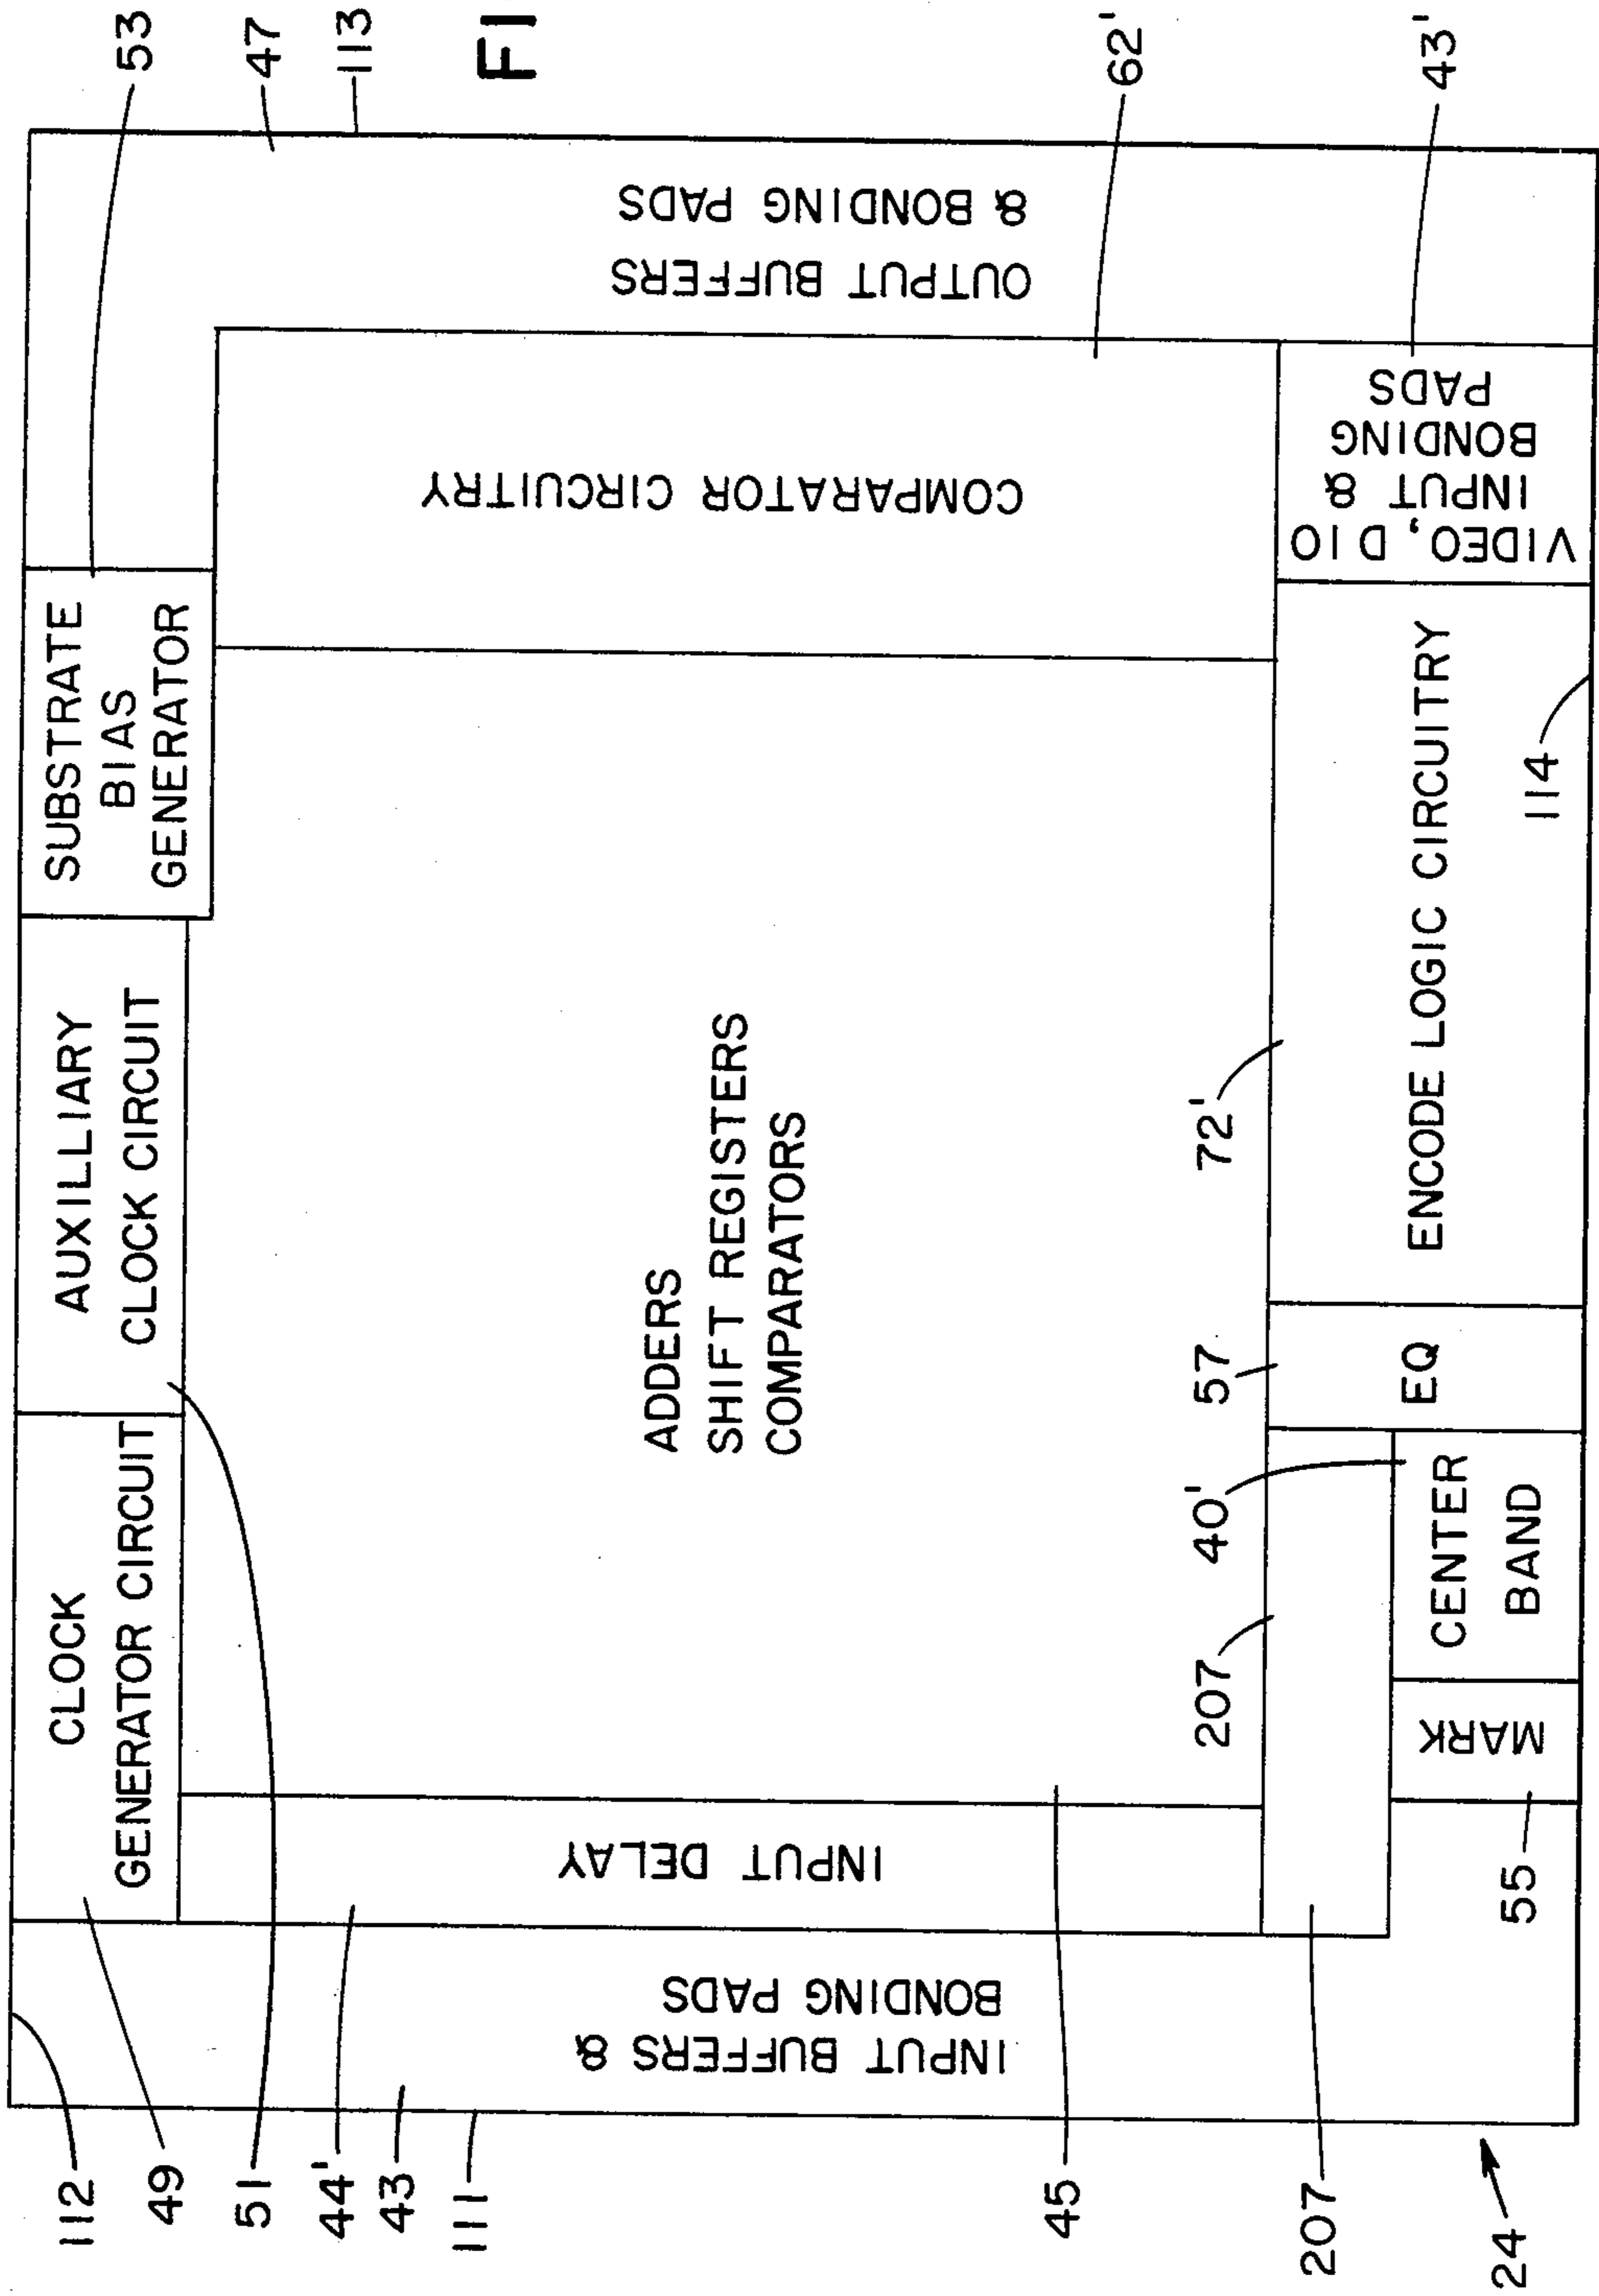 112
49
51
44'
43
111
45
207
24
CLOCK
GENERATOR CIRCUIT
AUXILLIARY
CLOCK CIRCUIT
SUBSTRATE
BIAS
GENERATOR
53
47
113
FI
62'
43'
INPUT BUFFERS &
BONDING PADS
INPUT DELAY
ADDERS
SHIFT REGISTERS
COMPARATORS
COMPARATOR CIRCUITRY
OUTPUT BUFFERS
& BONDING PADS
207
40'
57
72'
55
MARK
CENTER
BAND
EQ
ENCODE LOGIC CIRCUITRY
114
VIDEO, DIO
INPUT &
BONDING
PADS